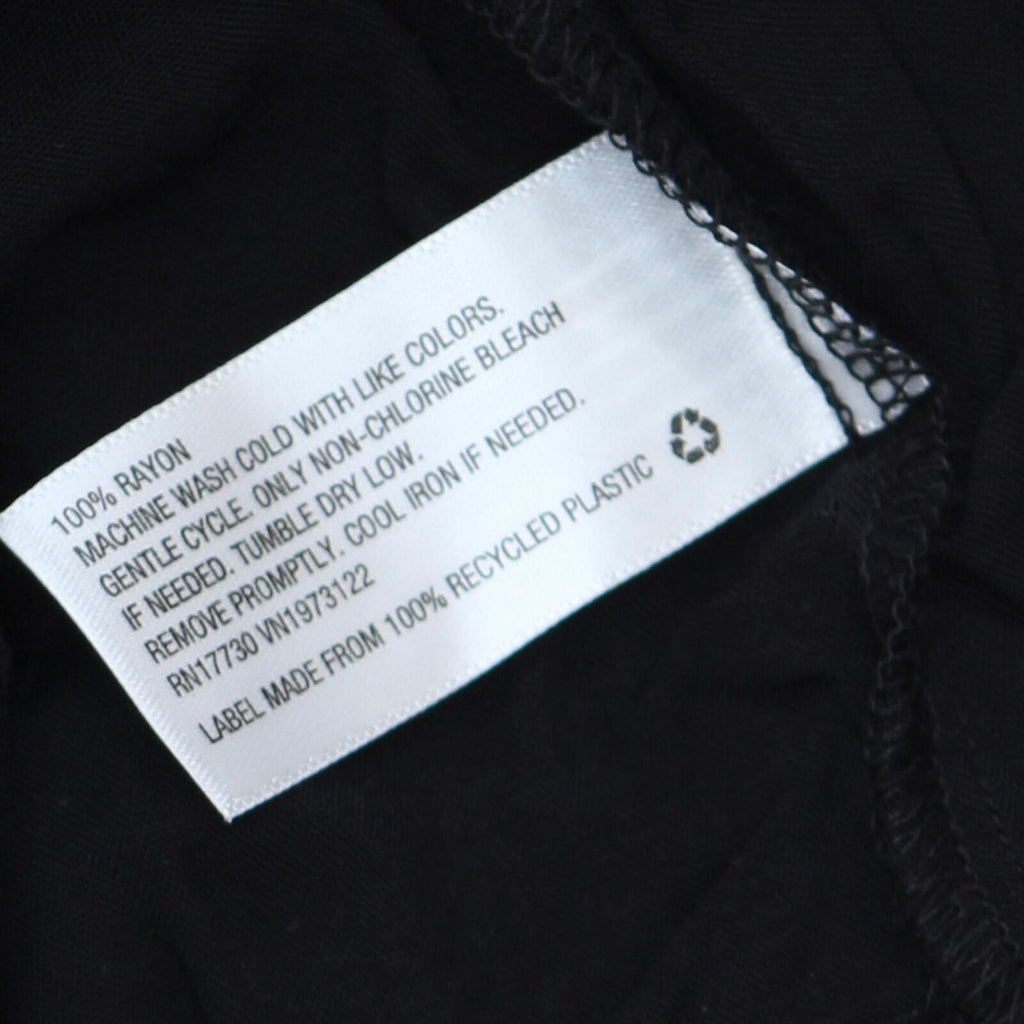 100% RAYON
MACHINE WASH COLD WITH LIKE COLORS.
GENTLE CYCLE. ONLY NON-CHLORINE BLEACH
IF NEEDED. TUMBLE DRY LOW.
REMOVE PROMPTLY. COOL IRON IF NEEDED.
RN17730 VN1973122
LABEL MADE FROM 100% RECYCLED PLASTIC